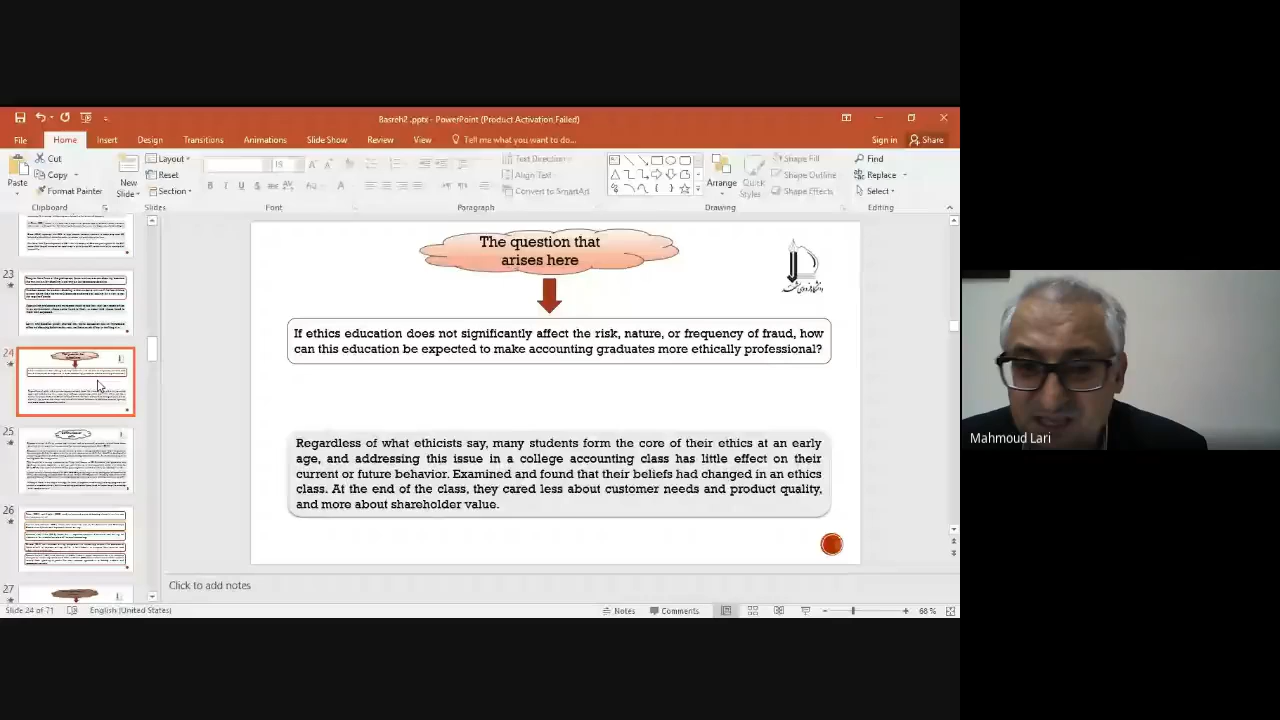 Basreh2 .pptx - PowerPoint (Product Activation Failed)
File Home Insert Design Transitions Animations Slide Show Review View Tell me what you want to do... Sign in Share
Paste
Cut
Copy
Format Painter
Clipboard
New
Slide
Layout
Reset
Section
Slides
19
Font
Text Direction
Align Text
Convert to SmartArt
Paragraph
Arrange
Quick
Styles
Shape Fill
Shape Outline
Shape Effects
Drawing
Find
Replace
Select
Editing
23
24
25
26
27
The question that
arises here
If ethics education does not significantly affect the risk, nature, or frequency of fraud, how
can this education be expected to make accounting graduates more ethically professional?
Regardless of what ethicists say, many students form the core of their ethics at an early
age, and addressing this issue in a college accounting class has little effect on their
current or future behavior. Examined and found that their beliefs had changed in an ethics
class. At the end of the class, they cared less about customer needs and product quality,
and more about shareholder value.
Click to add notes
Slide 24 of 71 English (United States) Notes Comments 68 %
Mahmoud Lari